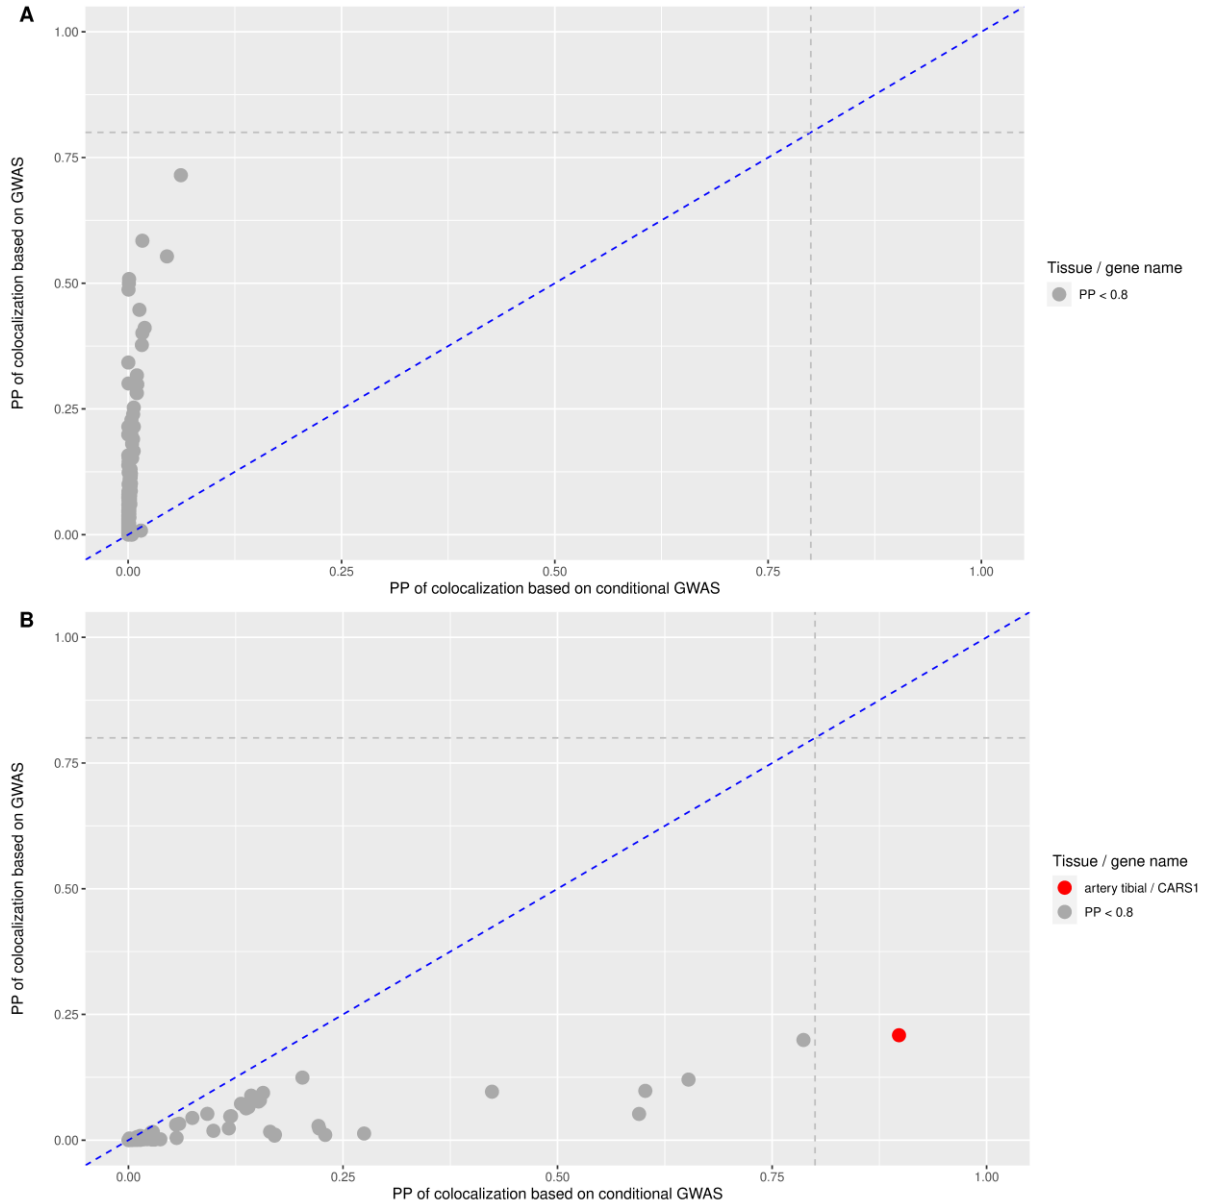 A
1.00
0.75
0.50
0.25
0.00
PP of colocalization based on GWAS
0.00 0.25 0.50 0.75 1.00
PP of colocalization based on conditional GWAS
Tissue / gene name
PP < 0.8
B
1.00
0.75
0.50
0.25
0.00
PP of colocalization based on GWAS
0.00 0.25 0.50 0.75 1.00
PP of colocalization based on conditional GWAS
Tissue / gene name
artery tibial / CARS1
PP < 0.8